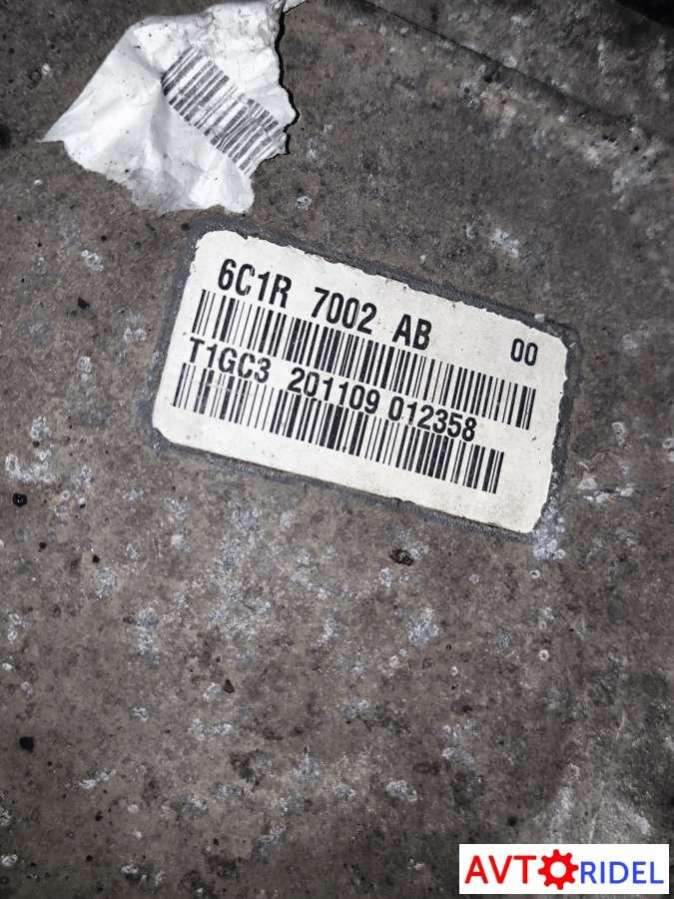 6C1R 7002 AB 00
T1GC3 201109 012358
AVTORIDEL